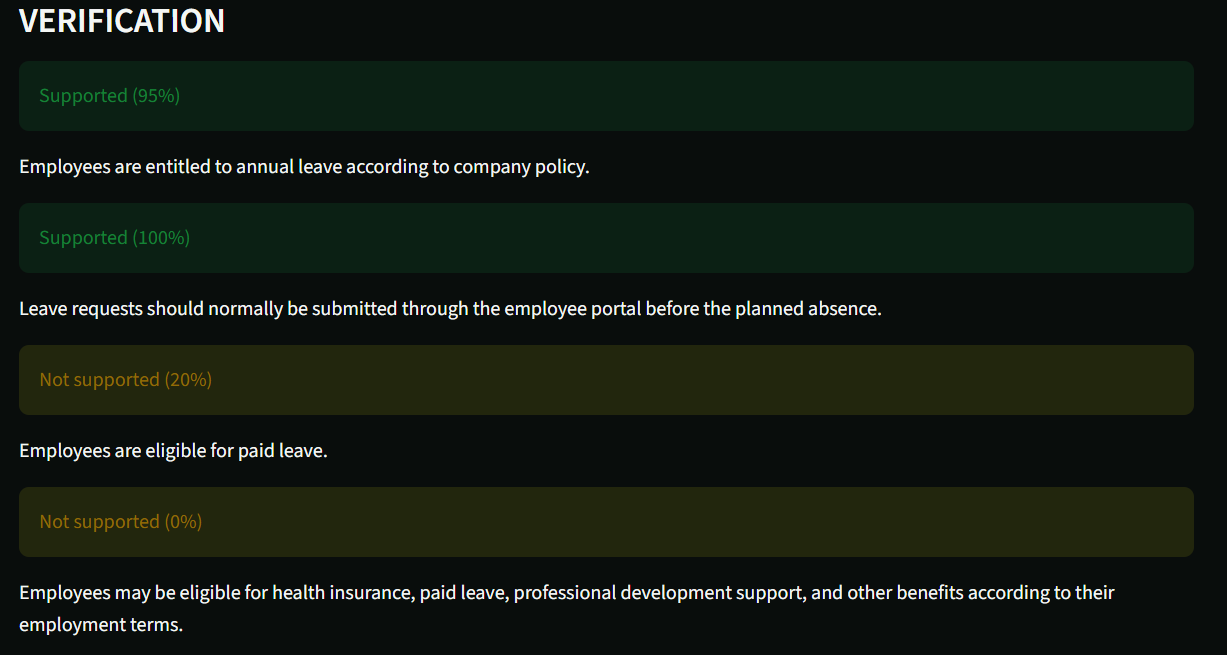 VERIFICATION
Supported (95%)
Employees are entitled to annual leave according to company policy.
Supported (100%)
Leave requests should normally be submitted through the employee portal before the planned absence.
Not supported (20%)
Employees are eligible for paid leave.
Not supported (0%)
Employees may be eligible for health insurance, paid leave, professional development support, and other benefits according to their
employment terms.